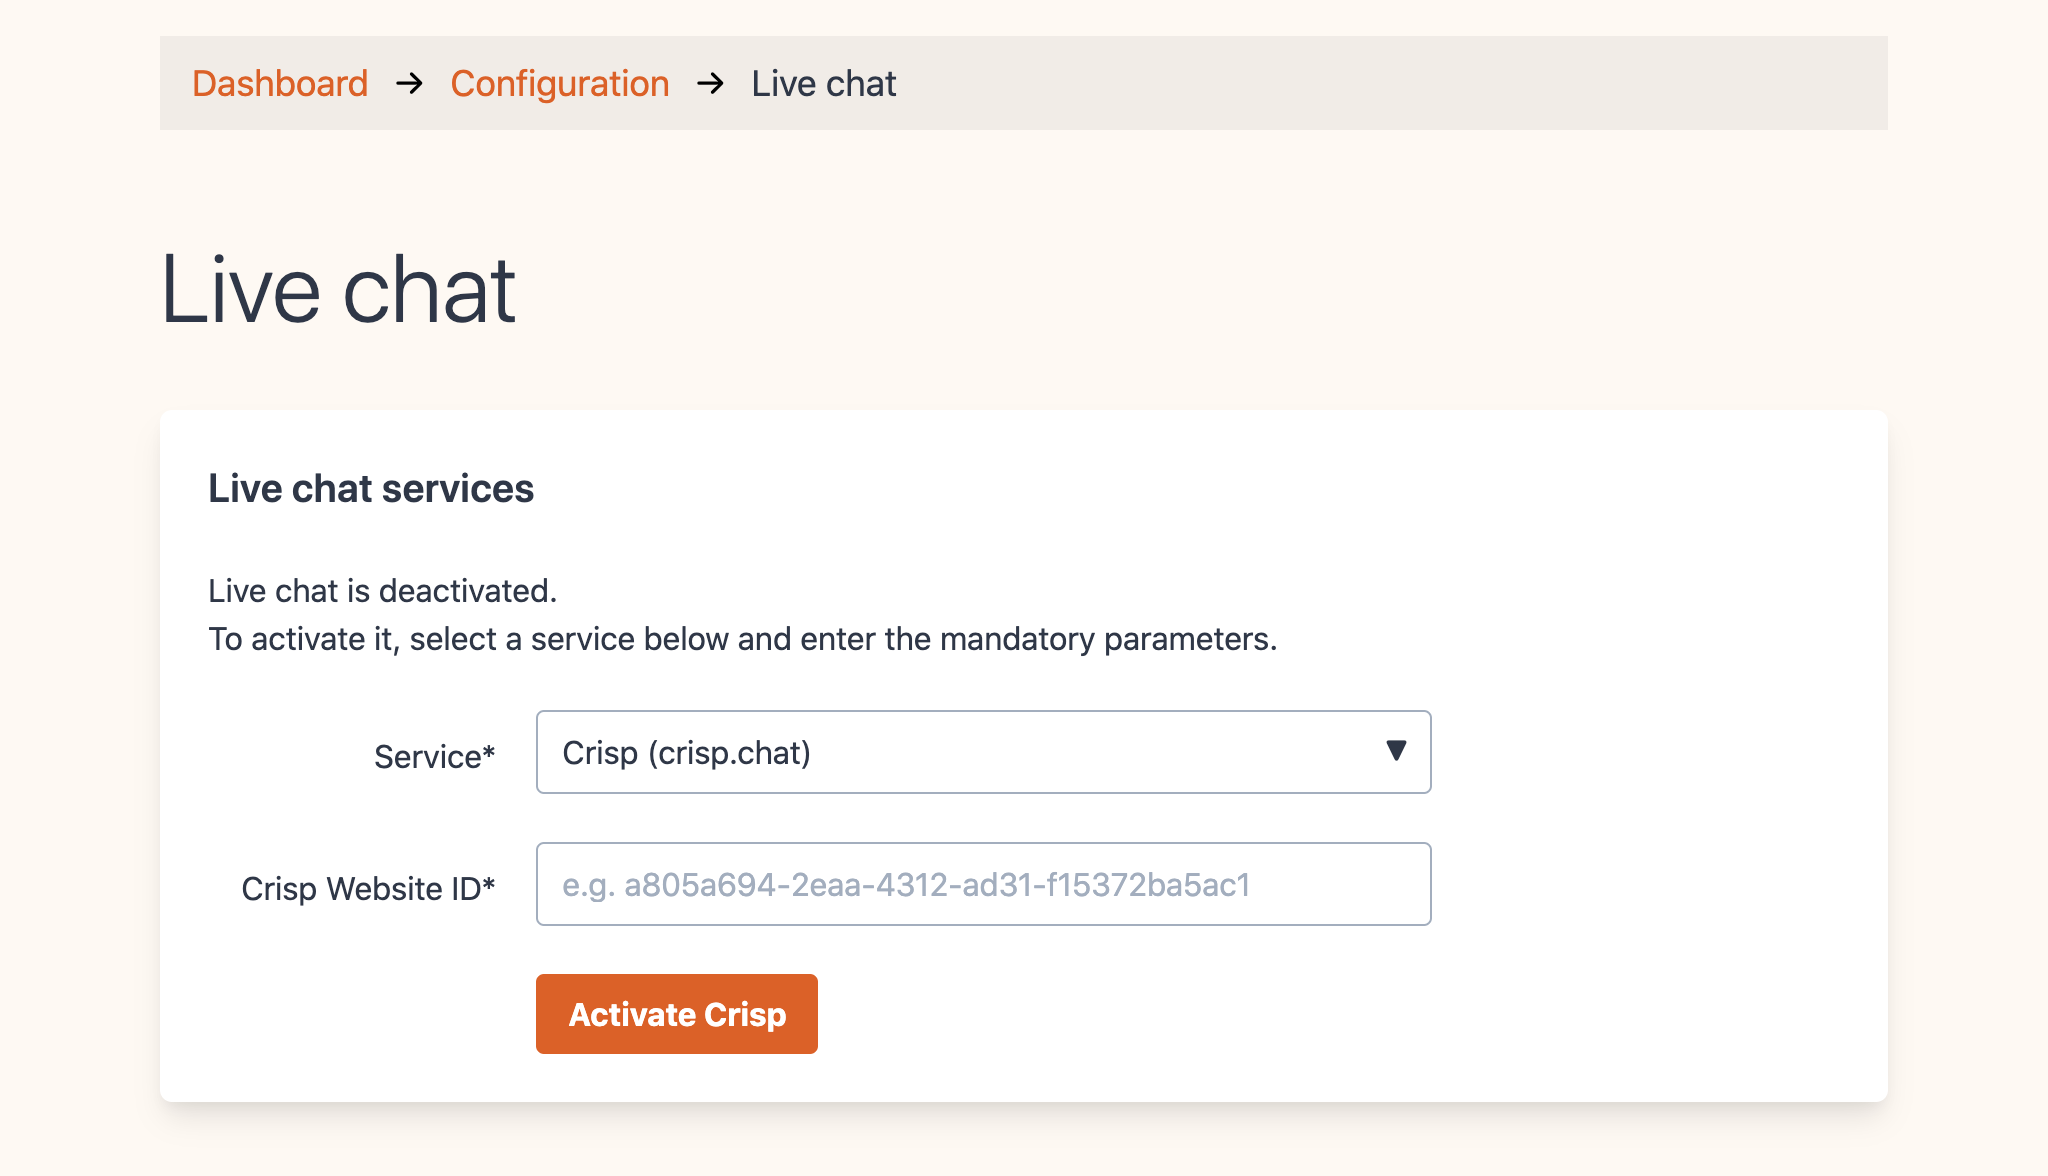 Dashboard → Configuration → Live chat
Live chat
Live chat services
Live chat is deactivated.
To activate it, select a service below and enter the mandatory parameters.
Service* Crisp (crisp.chat) ▼
Crisp Website ID* e.g. a805a694-2eaa-4312-ad31-f15372ba5ac1
Activate Crisp